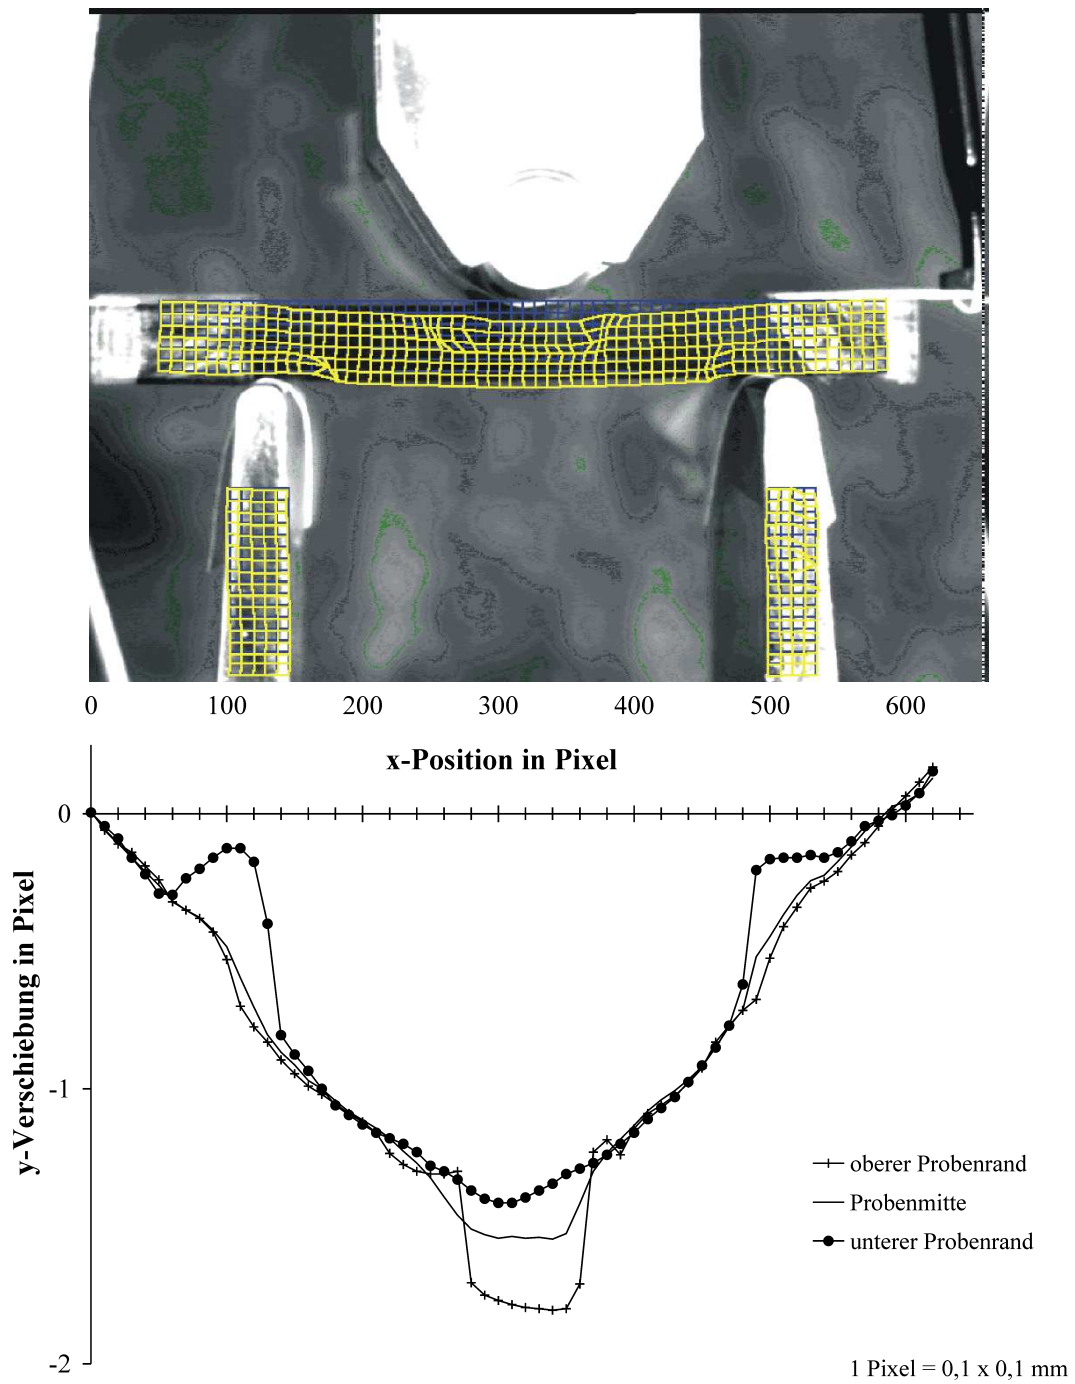 0 100 200 300 400 500 600
x-Position in Pixel
0
-1
-2
y-Verschiebung in Pixel
oberer Probenrand
Probenmitte
unterer Probenrand
1 Pixel = 0,1 x 0,1 mm